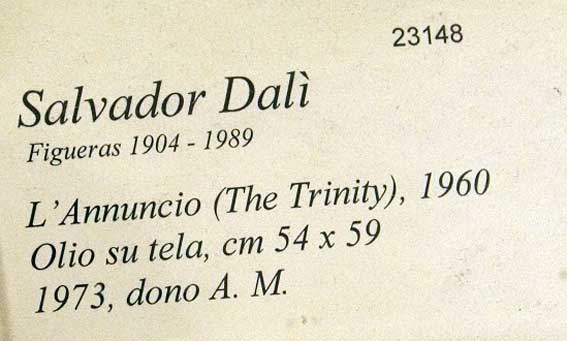 23148
Salvador Dalì
Figueras 1904 - 1989
L'Annuncio (The Trinity), 1960
Olio su tela, cm 54 x 59
1973, dono A. M.